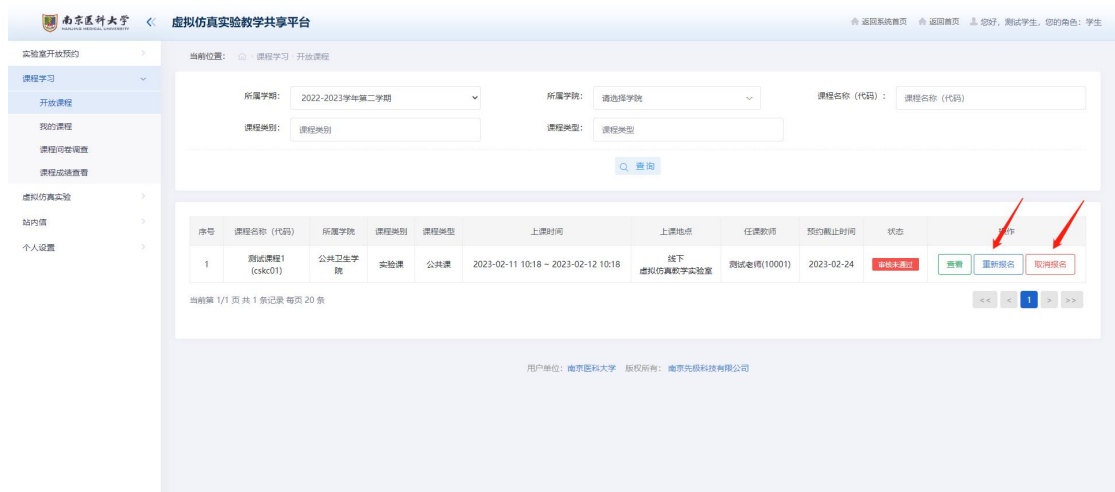 南京医科大学
NANJING MEDICAL UNIVERSITY
虚拟仿真实验教学共享平台
返回系统首页 返回首页 您好，测试学生，您的角色：学生
实验室开放预约
课程学习
开放课程
我的课程
课程问卷调查
课程成绩查看
虚拟仿真实验
站内信
个人设置
当前位置： 课程学习 开放课程
所属学期： 2022-2023学年第二学期 所属学院： 请选择学院 课程名称（代码）： 课程名称（代码）
课程类别： 课程类别 课程类型： 课程类型
查询
序号 课程名称（代码） 所属学院 课程类别 课程类型 上课时间 上课地点 任课教师 预约截止时间 状态 操作
1 测试课程1(cskc01) 公共卫生学院 实验课 公共课 2023-02-11 10:18 ~ 2023-02-12 10:18 线下 虚拟仿真教学实验室 测试老师(10001) 2023-02-24 审核未通过 查看 重新报名 取消报名
当前第 1/1 页 共 1 条记录 每页 20 条 << < 1 > >>
用户单位：南京医科大学 版权所有：南京先极科技有限公司